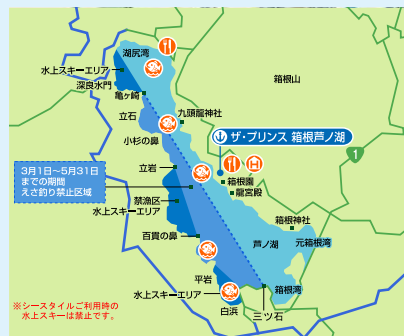 湖尻湾
水上スキーエリア
深良水門
亀ヶ崎
立石
九頭龍神社
箱根山
小杉の鼻
ザ・プリンス 箱根芦ノ湖
1
3月1日～5月31日
までの期間
えさ釣り禁止区域
立岩
箱根園
龍宮殿
禁漁区
水上スキーエリア
百貫の鼻
箱根神社
芦ノ湖
元箱根湾
平岩
水上スキーエリア
箱根湾
白浜
三ツ石
※シースタイルご利用時の
水上スキーは禁止です。